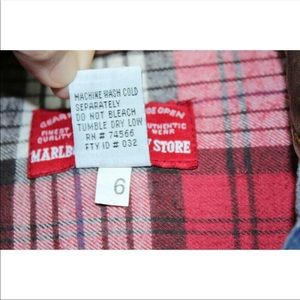 MACHINE WASH COLD
SEPARATELY
DO NOT BLEACH
TUMBLE DRY LOW
RN # 74566
FTY ID # 032
GEAR
FINEST
QUALITY
OPEN
AUTHENTIC
WEAR
STORE
6